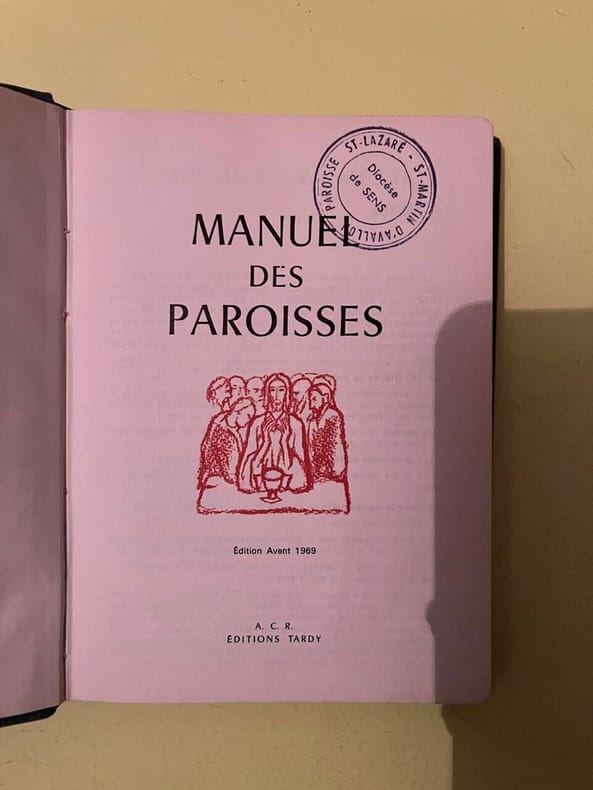 PAROISSE ST-LAZARE - ST-MARTIN D'AVALLON
Diocèse
de SENS
MANUEL
DES
PAROISSES
Édition Avent 1969
A. C. R.
ÉDITIONS TARDY